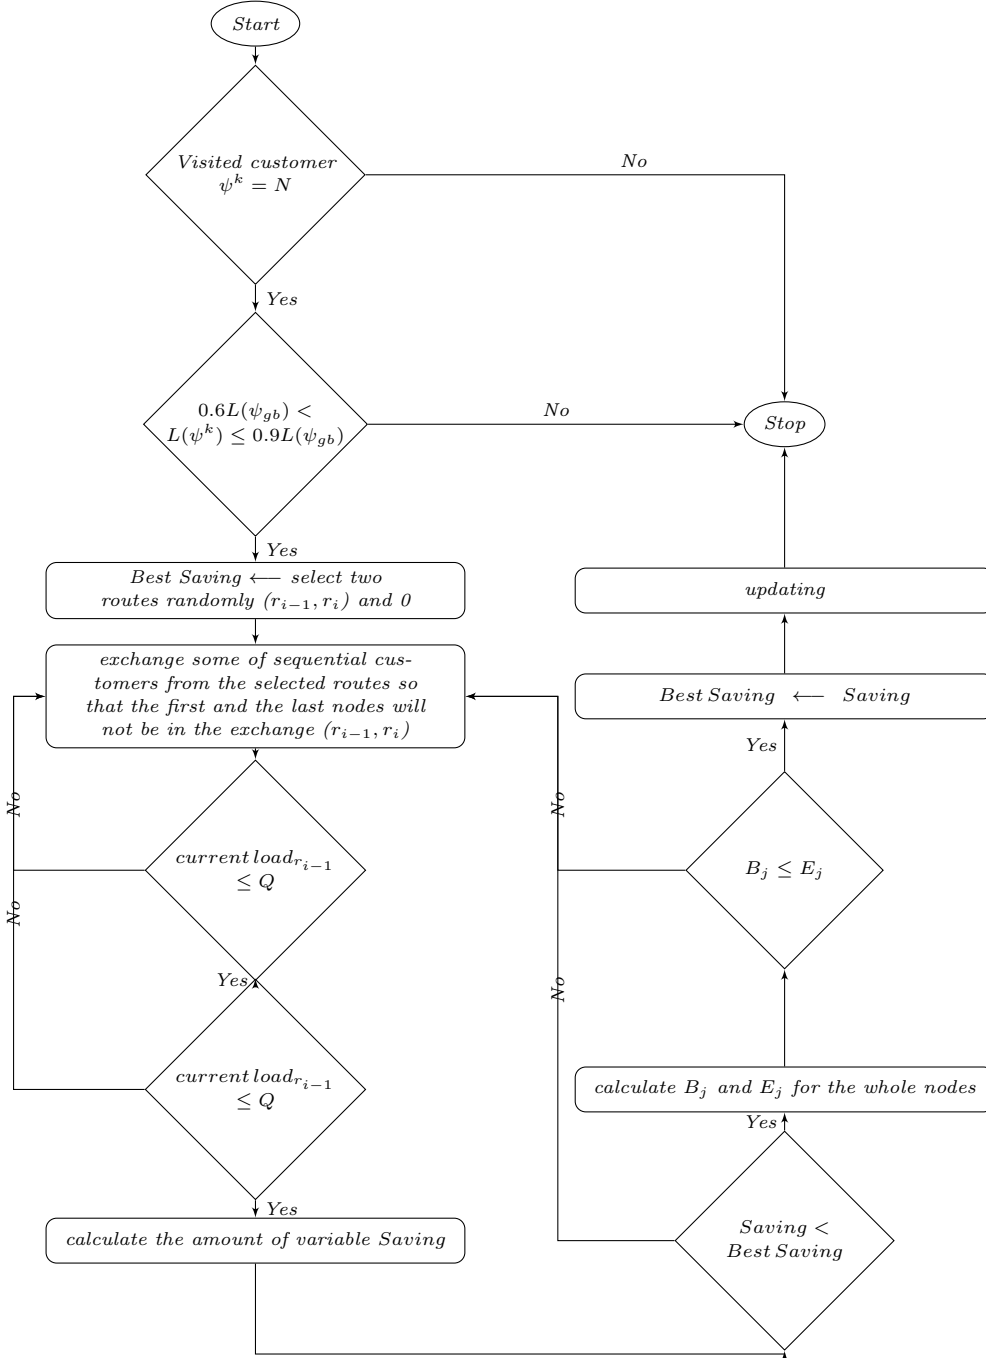 Start
Visited customer
ψ^k = N
No
Yes
0.6L(ψ_gb) <
L(ψ^k) ≤ 0.9L(ψ_gb)
No
Stop
Yes
Best Saving ⟵ select two
routes randomly (r_{i−1}, r_i) and 0
updating
exchange some of sequential cus-
tomers from the selected routes so
that the first and the last nodes will
not be in the exchange (r_{i−1}, r_i)
Best Saving ⟵ Saving
Yes
No
No
current load_{r_{i−1}}
≤ Q
B_j ≤ E_j
No
Yes
No
current load_{r_{i−1}}
≤ Q
calculate B_j and E_j for the whole nodes
Yes
Yes
calculate the amount of variable Saving
Saving <
Best Saving